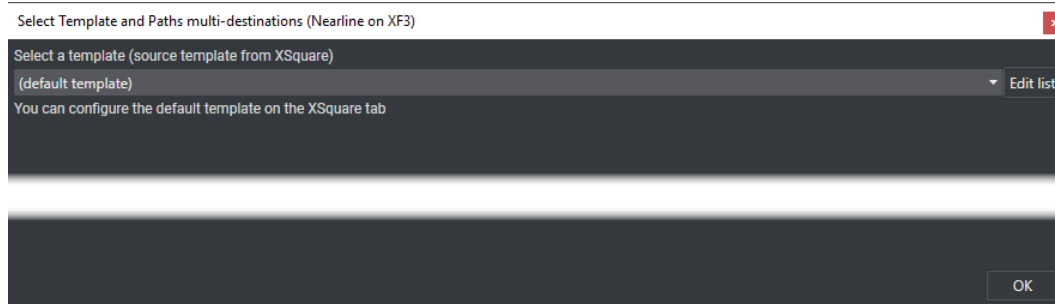 Select Template and Paths multi-destinations (Nearline on XF3)
Select a template (source template from XSquare)
(default template)
Edit list
You can configure the default template on the XSquare tab
OK